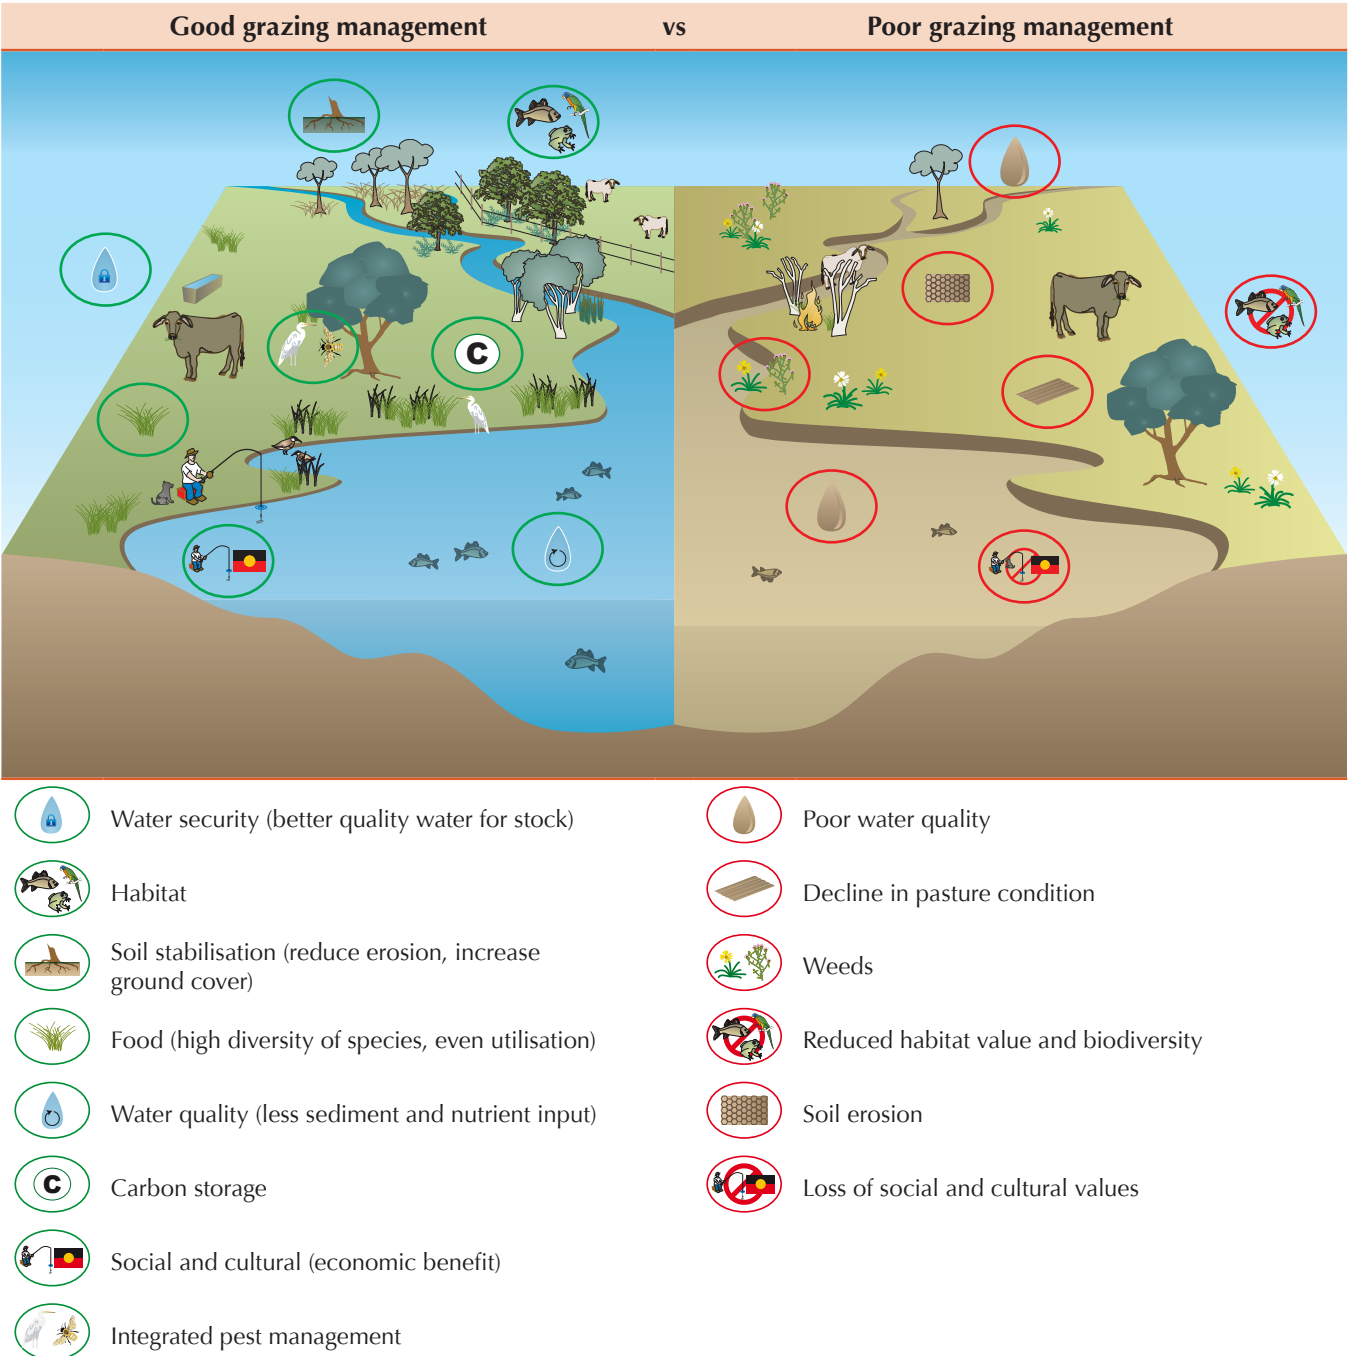 Good grazing management vs Poor grazing management
C
Water security (better quality water for stock)
Habitat
Soil stabilisation (reduce erosion, increase
ground cover)
Food (high diversity of species, even utilisation)
Water quality (less sediment and nutrient input)
C
Carbon storage
Social and cultural (economic benefit)
Integrated pest management
Poor water quality
Decline in pasture condition
Weeds
Reduced habitat value and biodiversity
Soil erosion
Loss of social and cultural values